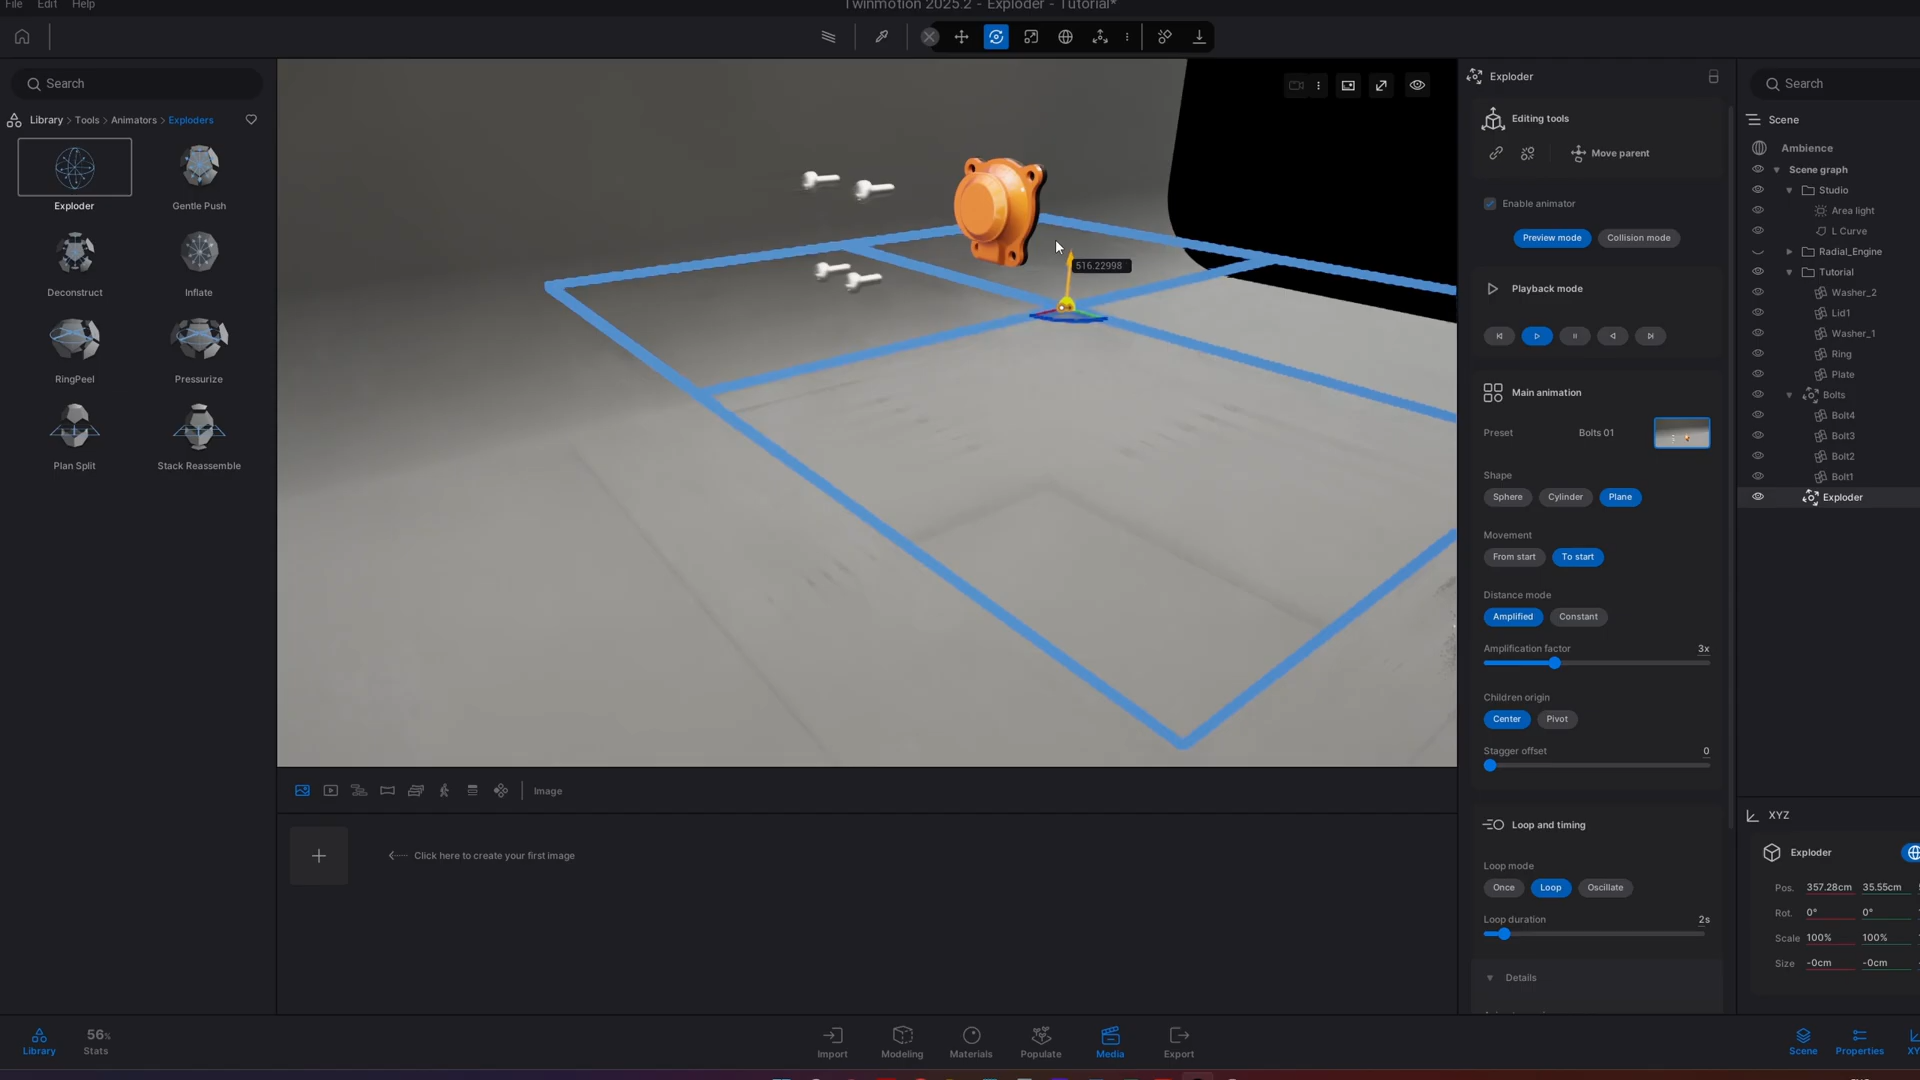 File Edit Help
Twinmotion 2025.2 - Exploder - Tutorial*
Search
Library > Tools > Animators > Exploders
Exploder
Gentle Push
Deconstruct
Inflate
RingPeel
Pressurize
Plan Split
Stack Reassemble
516.22998
Image
Click here to create your first image
Exploder
Editing tools
Move parent
Enable animator
Preview mode
Collision mode
Playback mode
Main animation
Preset
Bolts 01
Shape
Sphere
Cylinder
Plane
Movement
From start
To start
Distance mode
Amplified
Constant
Amplification factor
3x
Children origin
Center
Pivot
Stagger offset
0
Loop and timing
Loop mode
Once
Loop
Oscillate
Loop duration
2s
Details
Search
Scene
Ambience
Scene graph
Studio
Area light
L Curve
Radial_Engine
Tutorial
Washer_2
Lid1
Washer_1
Ring
Plate
Bolts
Bolt4
Bolt3
Bolt2
Bolt1
Exploder
XYZ
Exploder
Pos. 357.28cm 35.55cm
Rot. 0° 0°
Scale 100% 100%
Size -0cm -0cm
Library
56%
Stats
Import
Modeling
Materials
Populate
Media
Export
Scene
Properties
XY